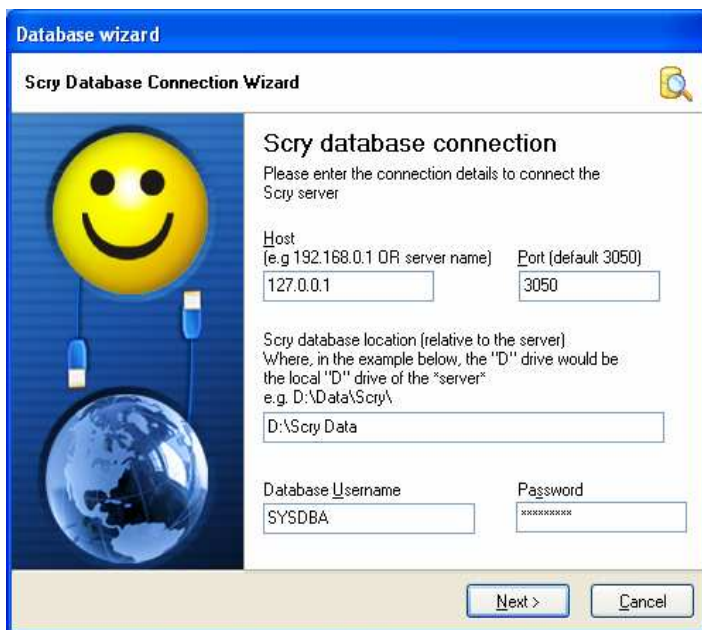 Database wizard
Scry Database Connection Wizard
Scry database connection
Please enter the connection details to connect the
Scry server
Host
(e.g 192.168.0.1 OR server name)
Port (default 3050)
127.0.0.1
3050
Scry database location (relative to the server)
Where, in the example below, the "D" drive would be
the local "D" drive of the *server*
e.g. D:\Data\Scry\
D:\Scry Data
Database Username
Password
SYSDBA
*********
Next >
Cancel